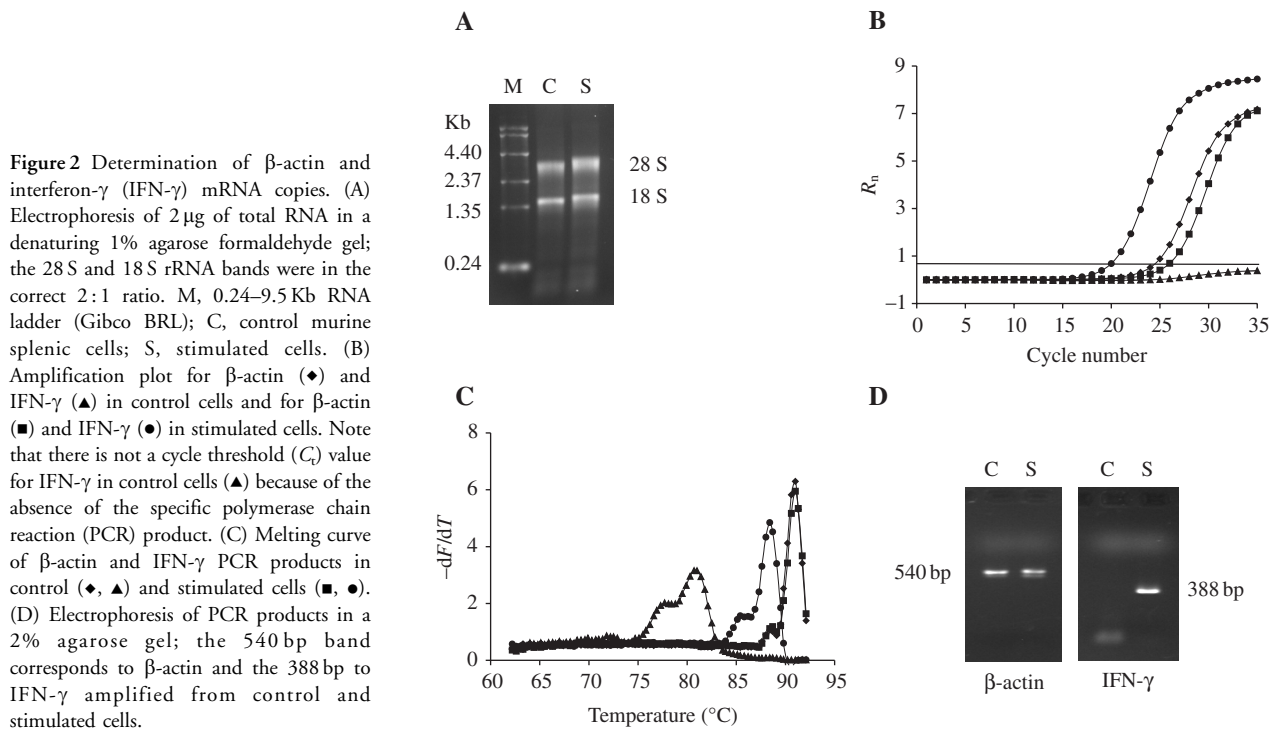 Figure 2 Determination of β-actin and
interferon-γ (IFN-γ) mRNA copies. (A)
Electrophoresis of 2 μg of total RNA in a
denaturing 1% agarose formaldehyde gel;
the 28 S and 18 S rRNA bands were in the
correct 2 : 1 ratio. M, 0.24–9.5 Kb RNA
ladder (Gibco BRL); C, control murine
splenic cells; S, stimulated cells. (B)
Amplification plot for β-actin (◆) and
IFN-γ (▲) in control cells and for β-actin
(■) and IFN-γ (●) in stimulated cells. Note
that there is not a cycle threshold (Ct) value
for IFN-γ in control cells (▲) because of the
absence of the specific polymerase chain
reaction (PCR) product. (C) Melting curve
of β-actin and IFN-γ PCR products in
control (◆, ▲) and stimulated cells (■, ●).
(D) Electrophoresis of PCR products in a
2% agarose gel; the 540 bp band
corresponds to β-actin and the 388 bp to
IFN-γ amplified from control and
stimulated cells.
A
M C S
Kb
4.40
2.37
1.35
0.24
28 S
18 S
B
9
7
5
3
1
–1
Rn
0 5 10 15 20 25 30 35
Cycle number
C
8
6
4
2
0
–dF/dT
60 65 70 75 80 85 90 95
Temperature (°C)
D
C S C S
540 bp
388 bp
β-actin IFN-γ